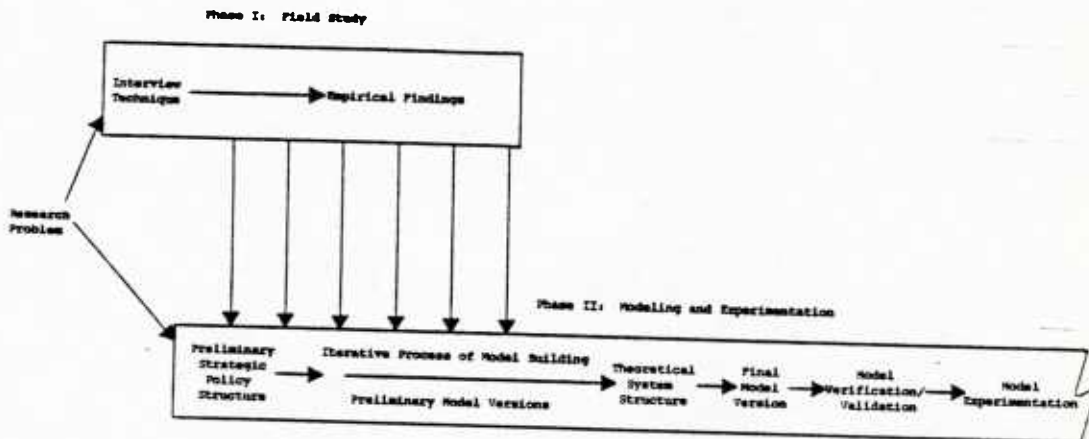 Phase I: Field Study
Interview
Technique
Empirical Findings
Research
Problem
Phase II: Modeling and Experimentation
Preliminary
Strategic
Policy
Structure
Iterative Process of Model Building
Preliminary Model Versions
Theoretical
System
Structure
Final
Model
Version
Model
Verification/
Validation
Model
Experimentation